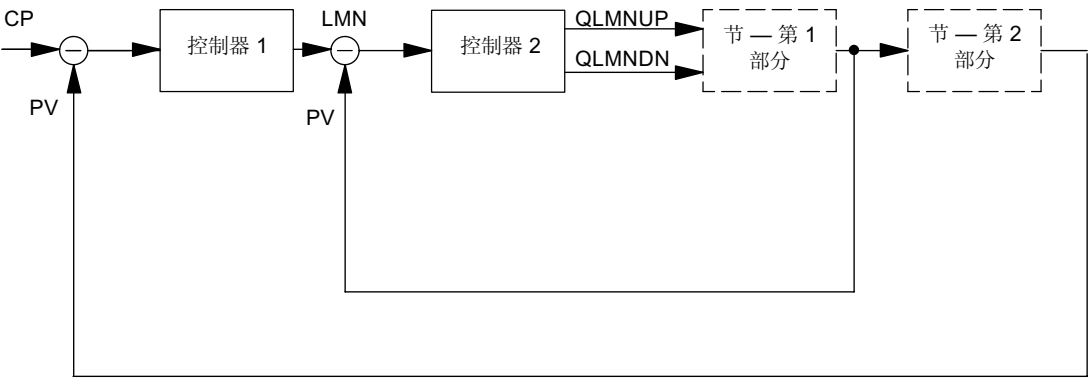 CP
LMN
QLMNUP
控制器 1
控制器 2
节 — 第 1
部分
节 — 第 2
部分
QLMNDN
PV
PV